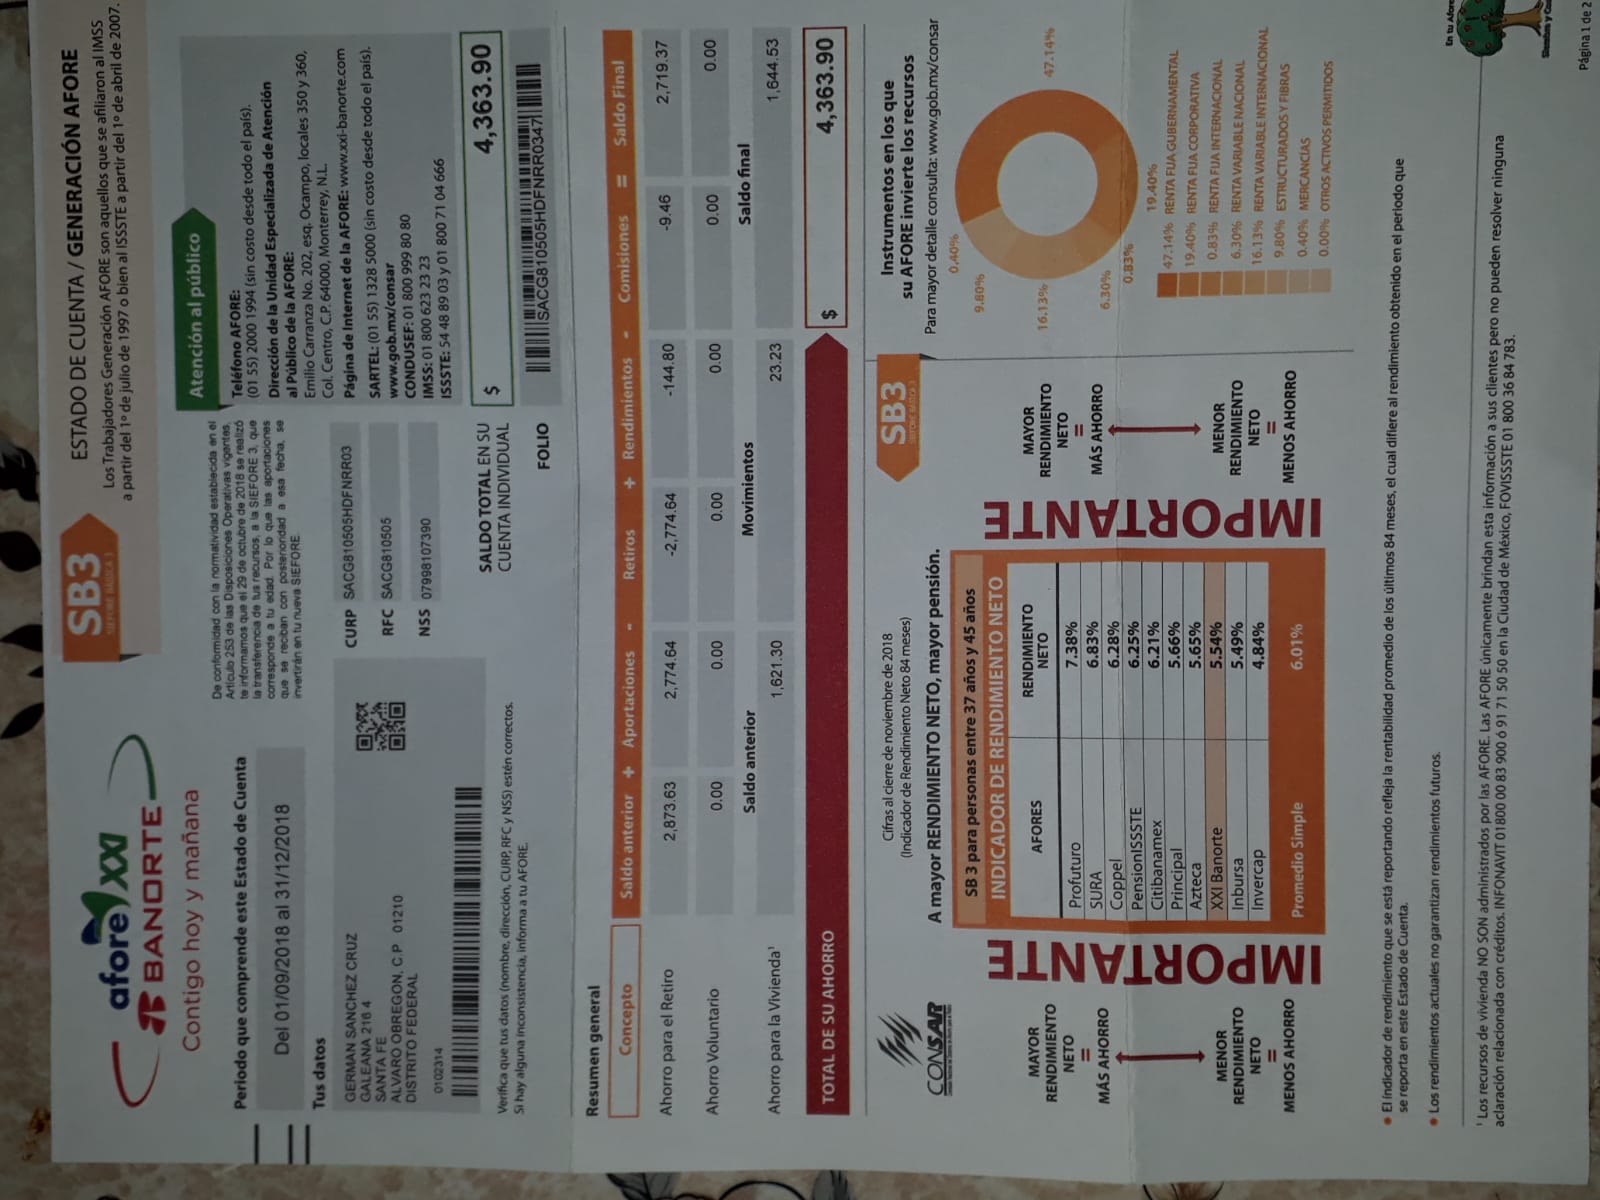 afore XXI
BANORTE
Contigo hoy y mañana
SB3
SIEFORE BÁSICA 3
ESTADO DE CUENTA / GENERACIÓN AFORE
Los Trabajadores Generación AFORE son aquellos que se afiliaron al IMSS
a partir del 1º de julio de 1997 o bien al ISSSTE a partir del 1º de abril de 2007.
Periodo que comprende este Estado de Cuenta
Del 01/09/2018 al 31/12/2018
De conformidad con la normatividad establecida en el
Artículo 253 de las Disposiciones Operativas vigentes,
te informamos que el 29 de octubre de 2018 se realizó
la transferencia de tus recursos, a la SIEFORE 3, que
corresponde a tu edad. Por lo que las aportaciones
que se reciban con posterioridad a esa fecha, se
invertirán en tu nueva SIEFORE.
Atención al público
Teléfono AFORE:
(01 55) 2000 1994 (sin costo desde todo el país).
Dirección de la Unidad Especializada de Atención
al Público de la AFORE:
Emilio Carranza No. 202, esq. Ocampo, locales 350 y 360,
Col. Centro, C.P. 64000, Monterrey, N.L.
Página de Internet de la AFORE: www.xxi-banorte.com
SARTEL: (01 55) 1328 5000 (sin costo desde todo el país).
www.gob.mx/consar
CONDUSEF: 01 800 999 80 80
IMSS: 01 800 623 23 23
ISSSTE: 54 48 89 03 y 01 800 71 04 666
Tus datos
GERMAN SANCHEZ CRUZ
GALEANA 216 4
SANTA FE
ALVARO OBREGON, C.P 01210
DISTRITO FEDERAL
0102314
CURP SACG810505HDFNRR03
RFC SACG810505
NSS 07998107390
Verifica que tus datos (nombre, dirección, CURP, RFC y NSS) estén correctos.
Si hay alguna inconsistencia, informa a tu AFORE.
SALDO TOTAL EN SU
CUENTA INDIVIDUAL
$ 4,363.90
FOLIO
SACG810505HDFNRR0347
Resumen general
Concepto Saldo anterior + Aportaciones - Retiros + Rendimientos - Comisiones = Saldo Final
Ahorro para el Retiro 2,873.63 2,774.64 -2,774.64 -144.80 -9.46 2,719.37
Ahorro Voluntario 0.00 0.00 0.00 0.00 0.00 0.00
Saldo anterior Movimientos Saldo final
Ahorro para la Vivienda¹ 1,621.30 23.23 1,644.53
TOTAL DE SU AHORRO $ 4,363.90
CONSAR
Cifras al cierre de noviembre de 2018
(Indicador de Rendimiento Neto 84 meses)
A mayor RENDIMIENTO NETO, mayor pensión.
SB3
SIEFORE BÁSICA 3
Instrumentos en los que
su AFORE invierte los recursos
Para mayor detalle consulta: www.gob.mx/consar
MAYOR
RENDIMIENTO
NETO
=
MÁS AHORRO
MENOR
RENDIMIENTO
NETO
=
MENOS AHORRO
IMPORTANTE
SB 3 para personas entre 37 años y 45 años
INDICADOR DE RENDIMIENTO NETO
AFORES RENDIMIENTO
NETO
Profuturo 7.38%
SURA 6.83%
Coppel 6.28%
PensionISSSTE 6.25%
Citibanamex 6.21%
Principal 5.66%
Azteca 5.65%
XXI Banorte 5.54%
Inbursa 5.49%
Invercap 4.84%
Promedio Simple 6.01%
IMPORTANTE
MAYOR
RENDIMIENTO
NETO
=
MÁS AHORRO
MENOR
RENDIMIENTO
NETO
=
MENOS AHORRO
0.40%
9.80%
16.13%
6.30%
0.83%
19.40%
47.14%
47.14% RENTA FIJA GUBERNAMENTAL
19.40% RENTA FIJA CORPORATIVA
0.83% RENTA FIJA INTERNACIONAL
6.30% RENTA VARIABLE NACIONAL
16.13% RENTA VARIABLE INTERNACIONAL
9.80% ESTRUCTURADOS Y FIBRAS
0.40% MERCANCÍAS
0.00% OTROS ACTIVOS PERMITIDOS
• El indicador de rendimiento que se está reportando refleja la rentabilidad promedio de los últimos 84 meses, el cual difiere al rendimiento obtenido en el periodo que
se reporta en este Estado de Cuenta.
• Los rendimientos actuales no garantizan rendimientos futuros.
En tu Afore
¹ Los recursos de vivienda NO SON administrados por las AFORE. Las AFORE únicamente brindan esta información a sus clientes pero no pueden resolver ninguna
aclaración relacionada con créditos. INFONAVIT 01800 00 83 900 6 91 71 50 50 en la Ciudad de México, FOVISSSTE 01 800 36 84 783.
Página 1 de 2